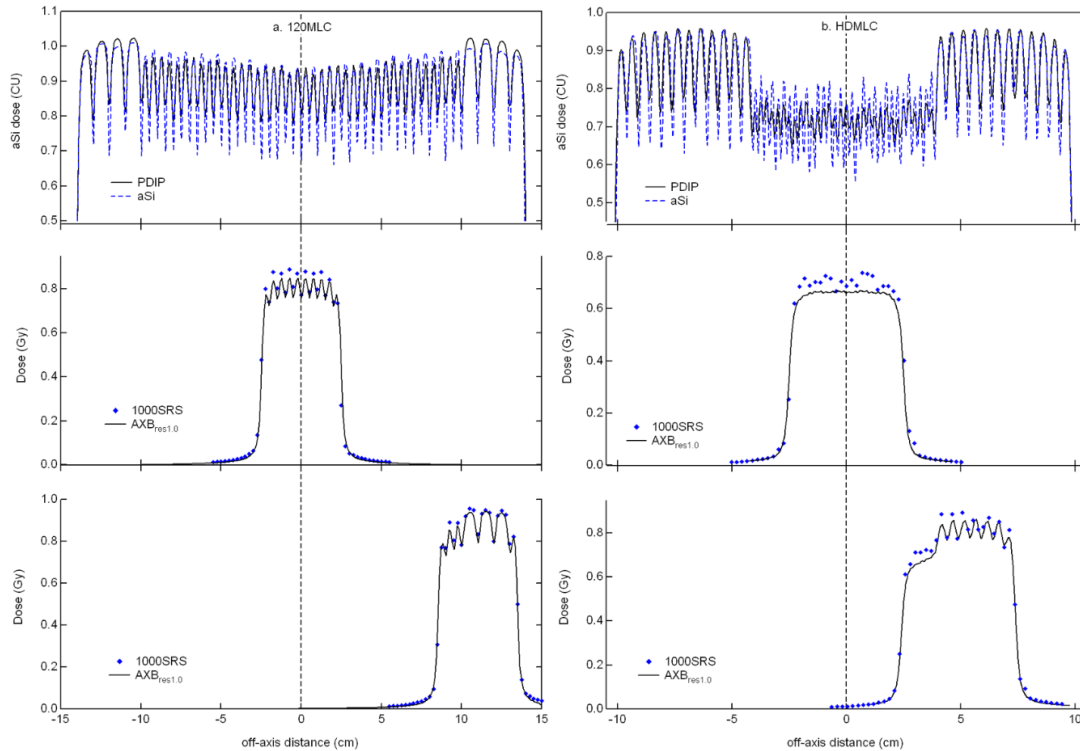 a. 120MLC
1.1
1.0
0.9
0.8
0.7
0.6
0.5
aSi dose (CU)
PDIP
aSi
0.8
0.6
0.4
0.2
0.0
Dose (Gy)
1000SRS
AXBres1.0
1.0
0.8
0.6
0.4
0.2
0.0
Dose (Gy)
1000SRS
AXBres1.0
-15
-10
-5
0
5
10
15
off-axis distance (cm)
b. HDMLC
1.0
0.9
0.8
0.7
0.6
0.5
aSi dose (CU)
PDIP
aSi
0.8
0.6
0.4
0.2
0.0
Dose (Gy)
1000SRS
AXBres1.0
1.0
0.8
0.6
0.4
0.2
0.0
Dose (Gy)
1000SRS
AXBres1.0
-10
-5
0
5
10
off-axis distance (cm)